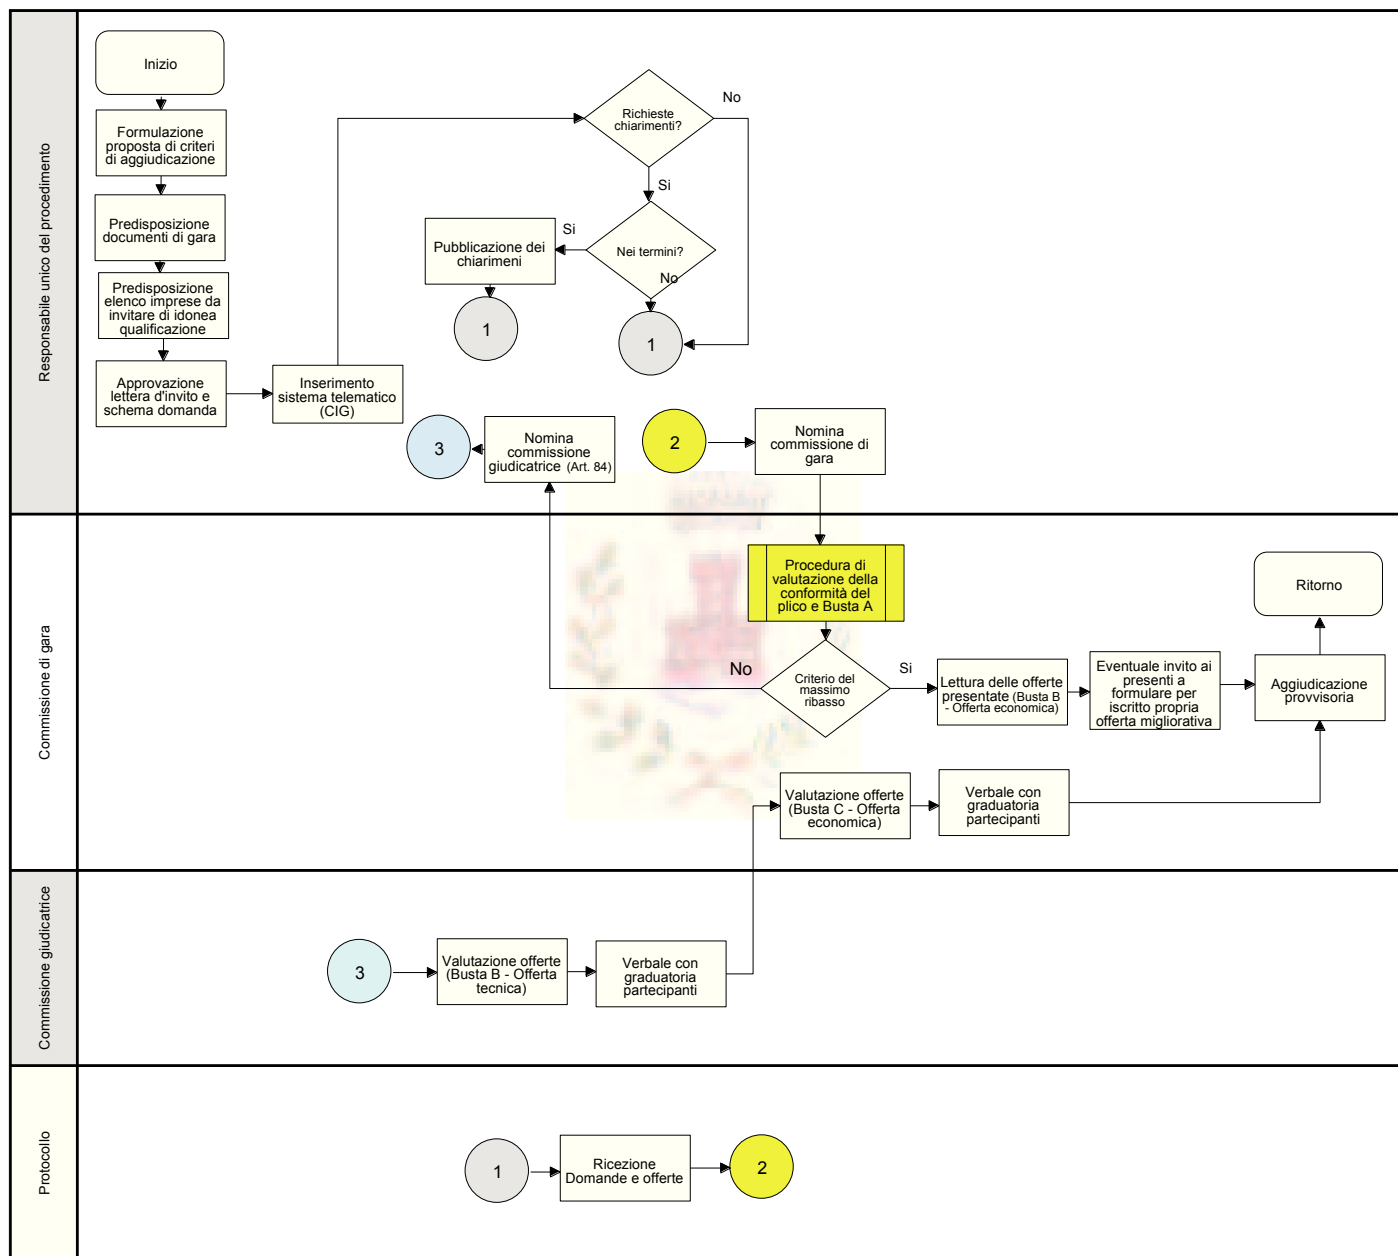 Responsabile unico del procedimento
Inizio
Formulazione
proposta di criteri
di aggiudicazione
Predisposizione
documenti di gara
Predisposizione
elenco imprese da
invitare di idonea
qualificazione
Approvazione
lettera d'invito e
schema domanda
Inserimento
sistema telematico
(CIG)
Richieste
chiarimenti?
No
Si
Nei termini?
Si
No
Pubblicazione dei
chiarimeni
1
1
3
Nomina
commissione
giudicatrice (Art. 84)
2
Nomina
commissione di
gara
Commissione di gara
Procedura di
valutazione della
conformità del
plico e Busta A
Criterio del
massimo
ribasso
No
Si
Lettura delle offerte
presentate (Busta B
- Offerta economica)
Eventuale invito ai
presenti a
formulare per
iscritto propria
offerta migliorativa
Aggiudicazione
provvisoria
Ritorno
Valutazione offerte
(Busta C - Offerta
economica)
Verbale con
graduatoria
partecipanti
Commissione giudicatrice
3
Valutazione offerte
(Busta B - Offerta
tecnica)
Verbale con
graduatoria
partecipanti
Protocollo
1
Ricezione
Domande e offerte
2